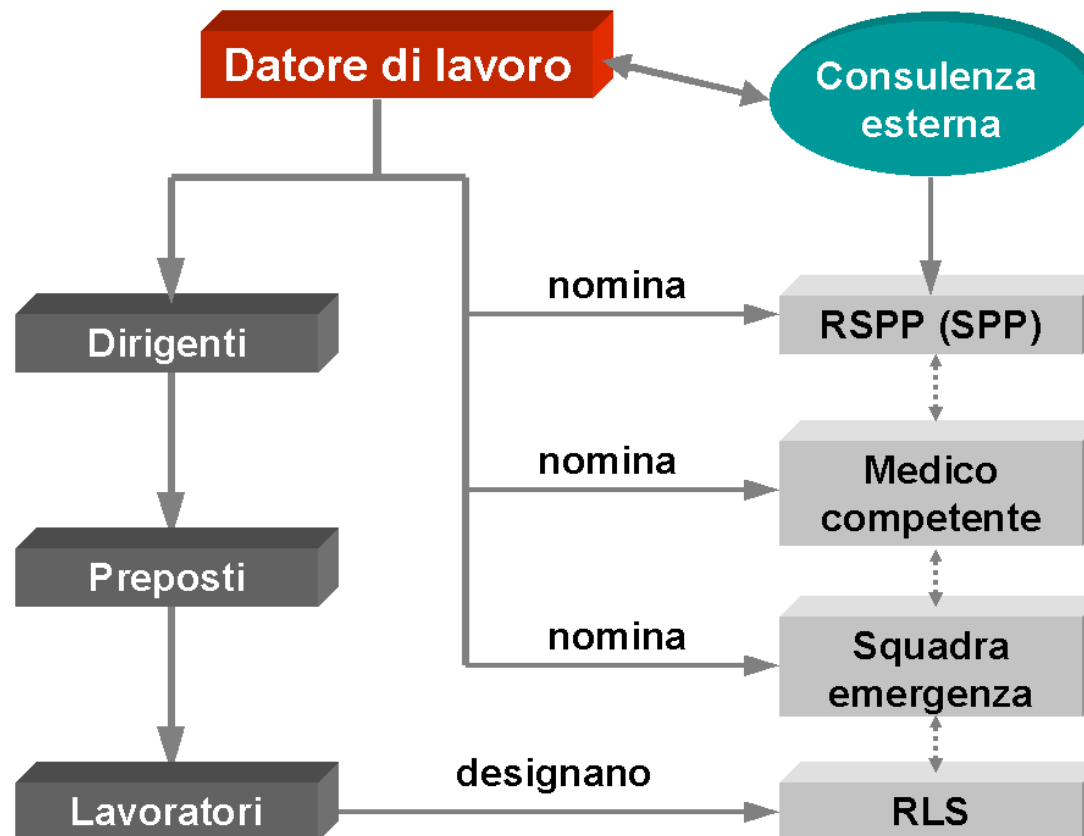 Datore di lavoro
Consulenza
esterna
nomina
Dirigenti
RSPP (SPP)
nomina
Medico
competente
Preposti
nomina
Squadra
emergenza
designano
Lavoratori
RLS